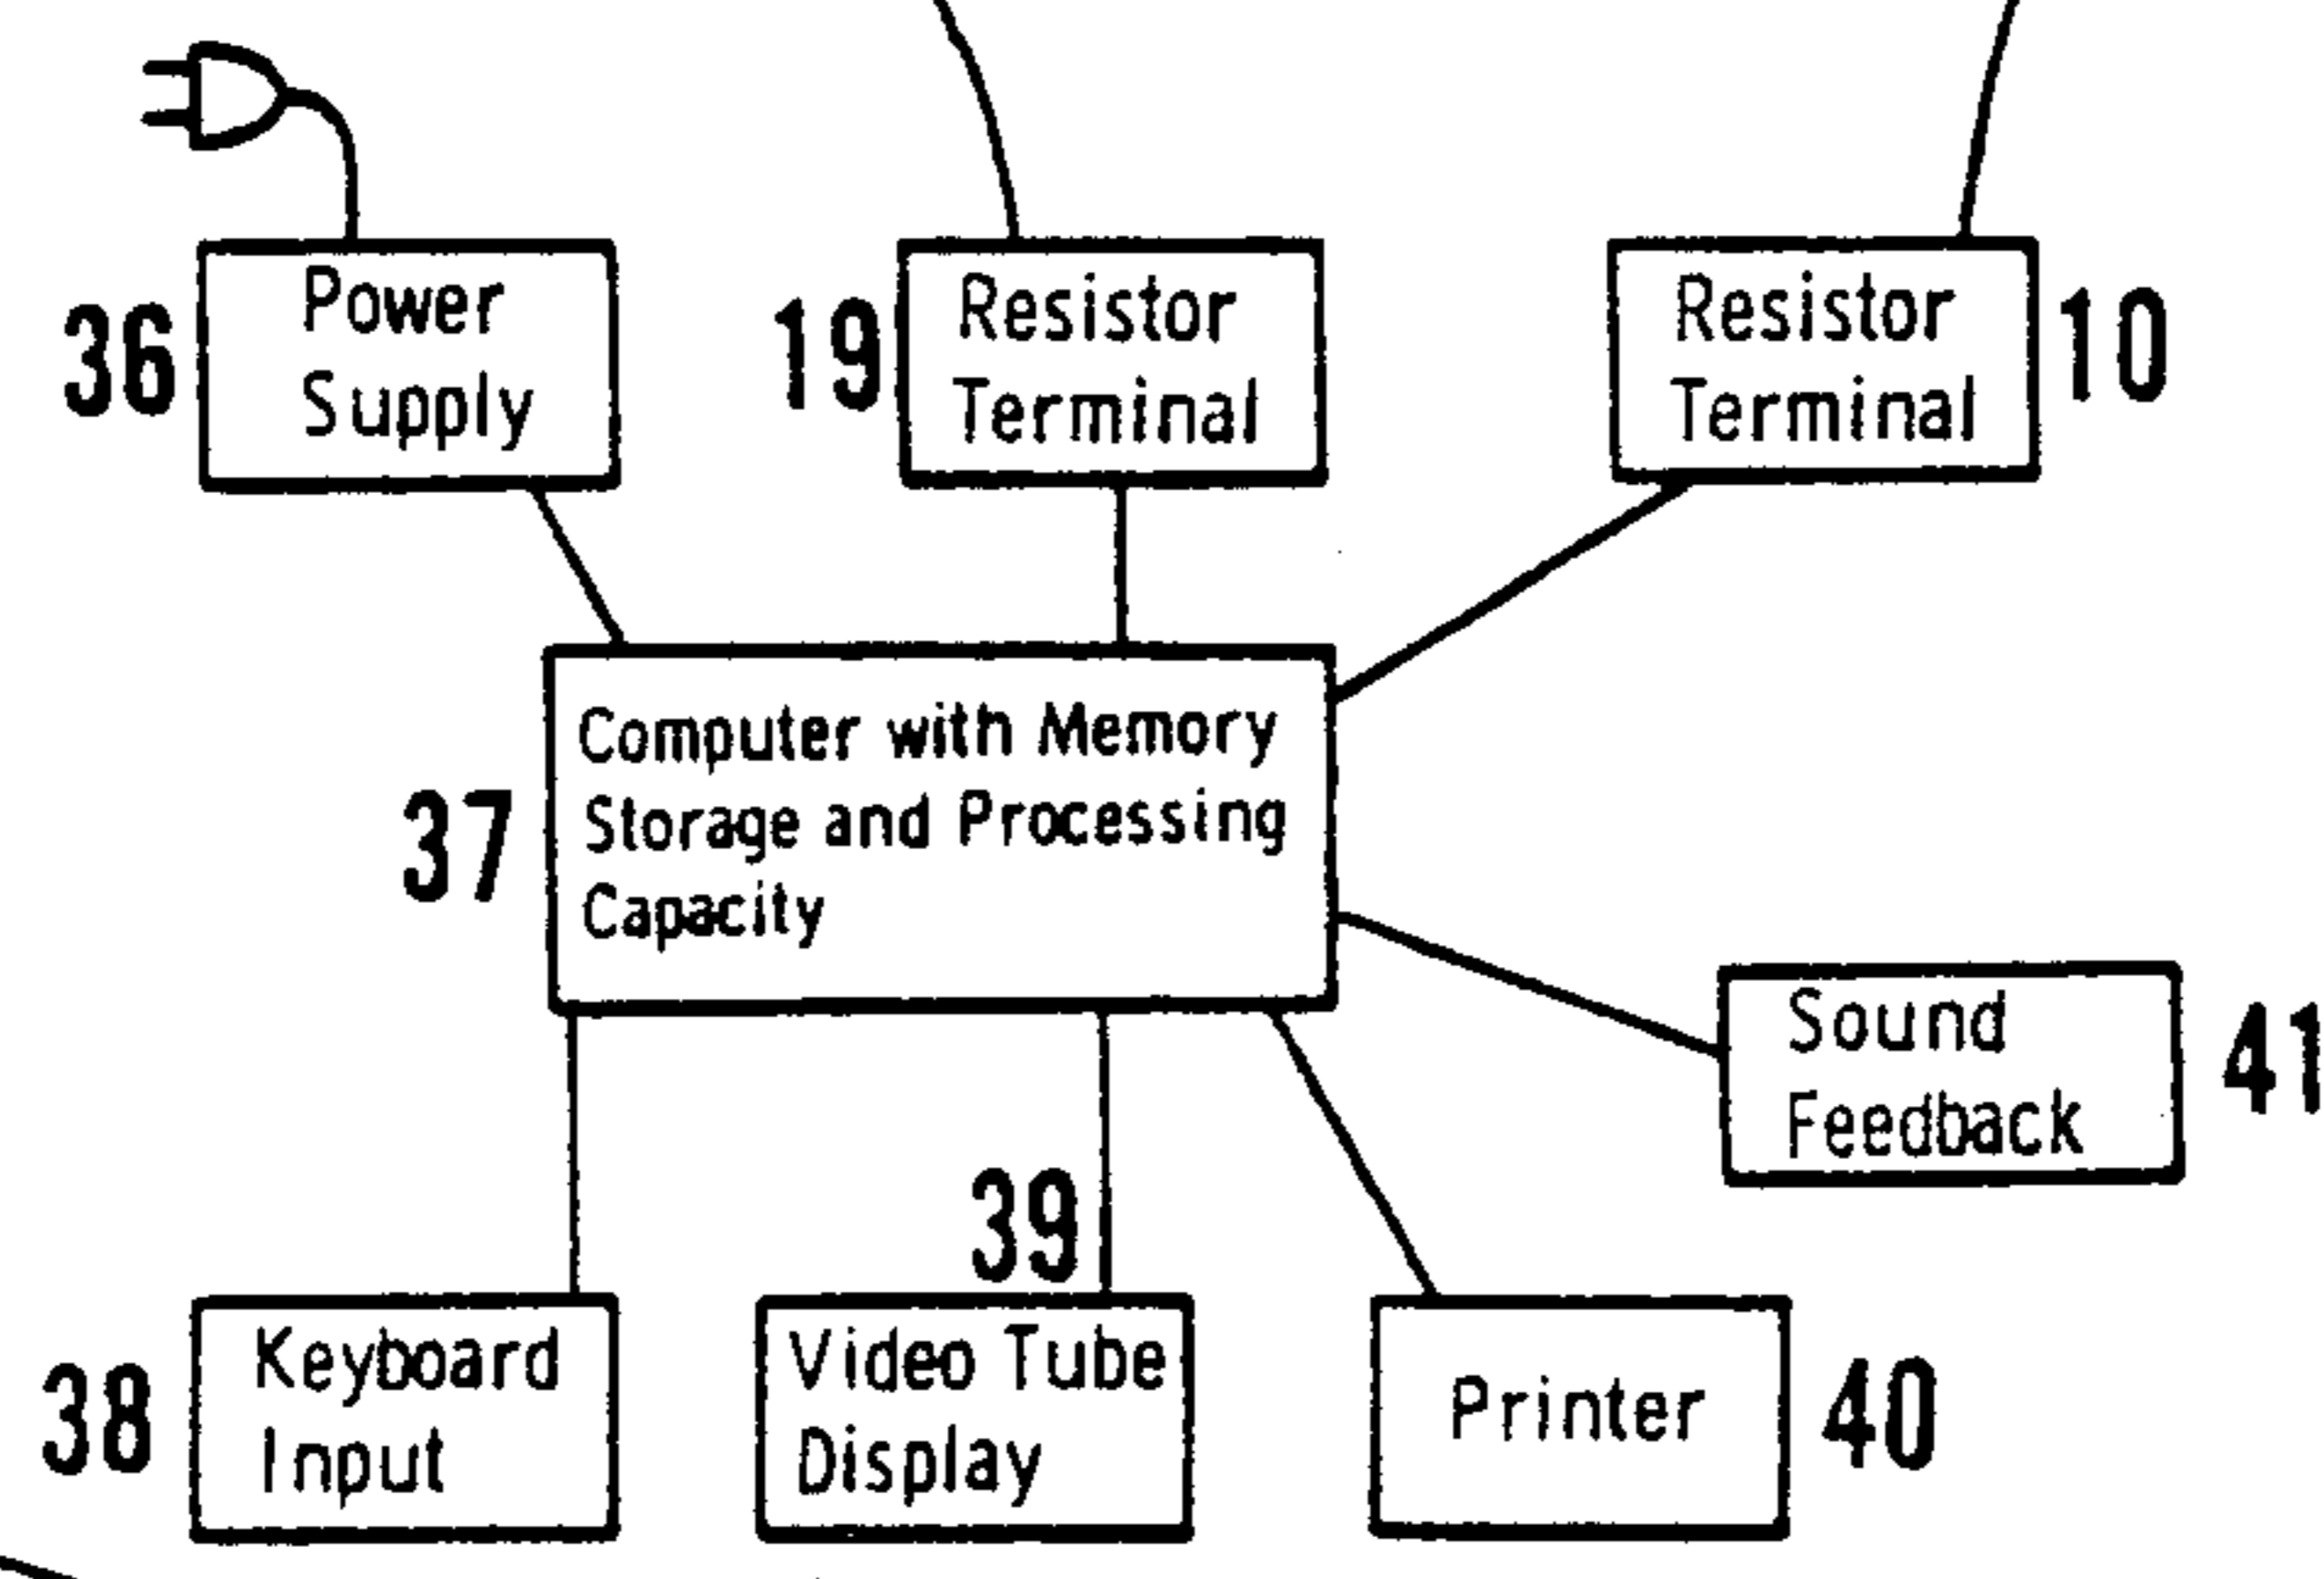 36
Power
Supply
19
Resistor
Terminal
Resistor
Terminal
10
37
Computer with Memory
Storage and Processing
Capacity
Sound
Feedback
41
39
38
Keyboard
Input
Video Tube
Display
Printer
40